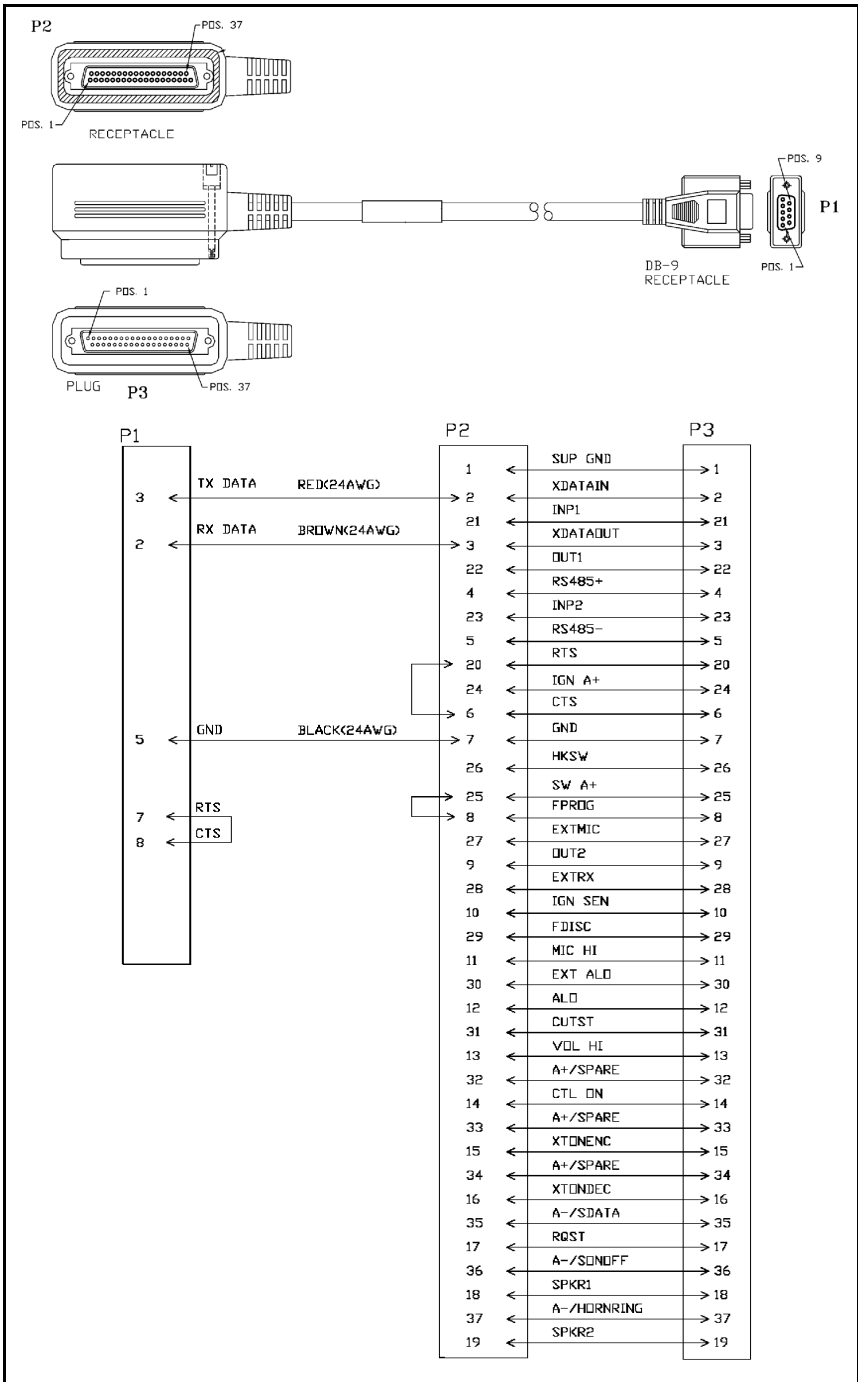 P2
POS. 37
POS. 1
RECEPTACLE
POS. 9
P1
DB-9
RECEPTACLE
POS. 1
POS. 1
PLUG P3
POS. 37
P1 P2 P3
1 SUP GND 1
3 TX DATA RED(24AWG) 2 XDATAIN 2
21 INP1 21
2 RX DATA BROWN(24AWG) 3 XDATAOUT 3
22 OUT1 22
4 RS485+ 4
23 INP2 23
5 RS485- 5
20 RTS 20
24 IGN A+ 24
6 CTS 6
5 GND BLACK(24AWG) 7 GND 7
26 HKSW 26
25 SW A+ 25
7 RTS 8 FPROG 8
8 CTS 27 EXTMIC 27
9 OUT2 9
28 EXTRX 28
10 IGN SEN 10
29 FDISC 29
11 MIC HI 11
30 EXT ALO 30
12 ALO 12
31 CUTST 31
13 VOL HI 13
32 A+/SPARE 32
14 CTL ON 14
33 A+/SPARE 33
15 XTONENC 15
34 A+/SPARE 34
16 XTONDEC 16
35 A-/SDATA 35
17 RQST 17
36 A-/SONOFF 36
18 SPKR1 18
37 A-/HORNRING 37
19 SPKR2 19